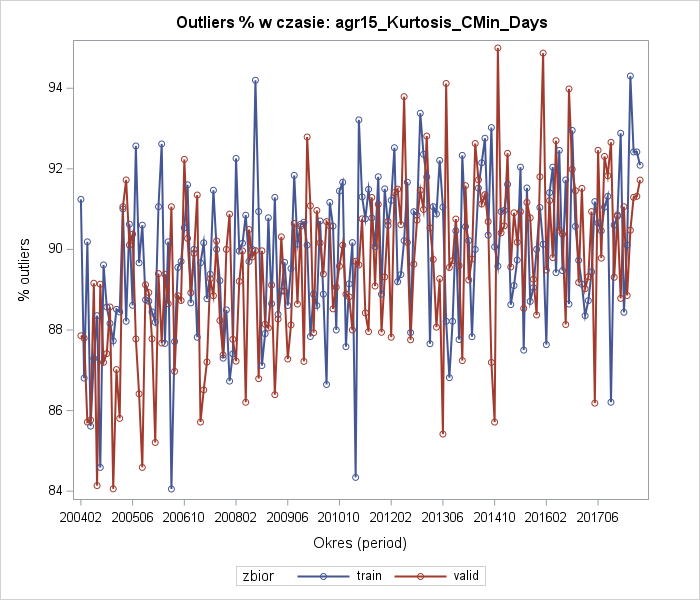 Outliers % w czasie: agr15_Kurtosis_CMin_Days
% outliers
94
92
90
88
86
84
200402 200506 200610 200802 200906 201010 201202 201306 201410 201602 201706
Okres (period)
zbior train valid